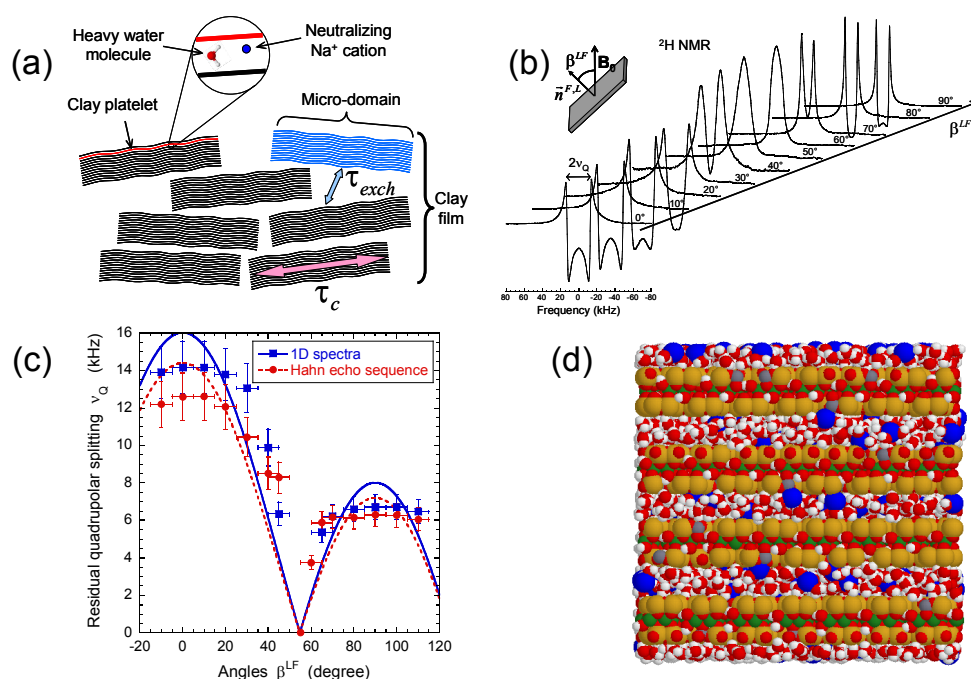 (a)
Heavy water
molecule
Neutralizing
Na⁺ cation
Clay platelet
Micro-domain
τexch
Clay
film
τc
(b)
βLF
B0
n⃗F,L
²H NMR
2νQ
0°
10°
20°
30°
40°
50°
60°
70°
80°
90°
βLF
80 60 40 20 0 -20 -40 -60 -80
Frequency (kHz)
(c)
Residual quadrupolar splitting νQ (kHz)
16
14
12
10
8
6
4
2
0
1D spectra
Hahn echo sequence
-20 0 20 40 60 80 100 120
Angles βLF (degree)
(d)